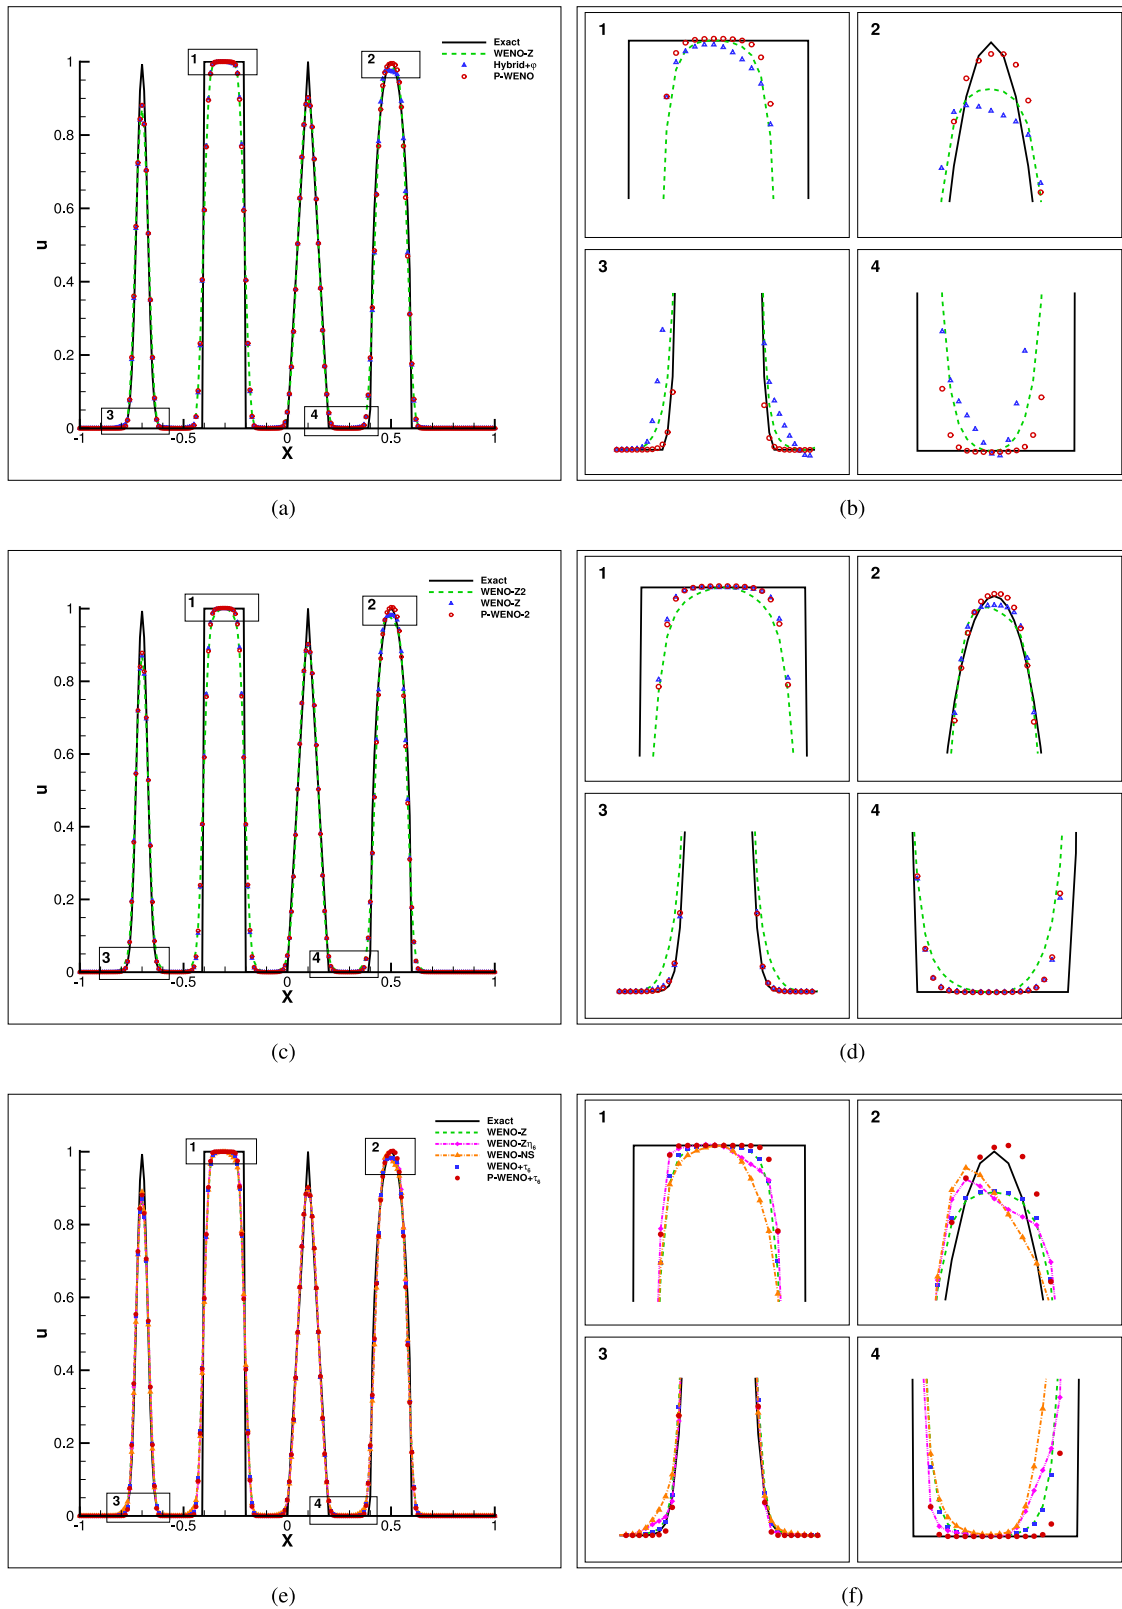 Exact
WENO-Z
Hybrid+φ
P-WENO
1
2
3
4
u
1
0.8
0.6
0.4
0.2
0
-1
-0.5
0
0.5
1
X
(a)
1
2
3
4
(b)
Exact
WENO-Z2
WENO-Z
P-WENO-2
1
2
3
4
u
1
0.8
0.6
0.4
0.2
0
-1
-0.5
0
0.5
1
X
(c)
1
2
3
4
(d)
Exact
WENO-Z
WENO-Zη₆
WENO-NS
WENO+τ₆
P-WENO+τ₆
1
2
3
4
u
1
0.8
0.6
0.4
0.2
0
-1
-0.5
0
0.5
1
X
(e)
1
2
3
4
(f)